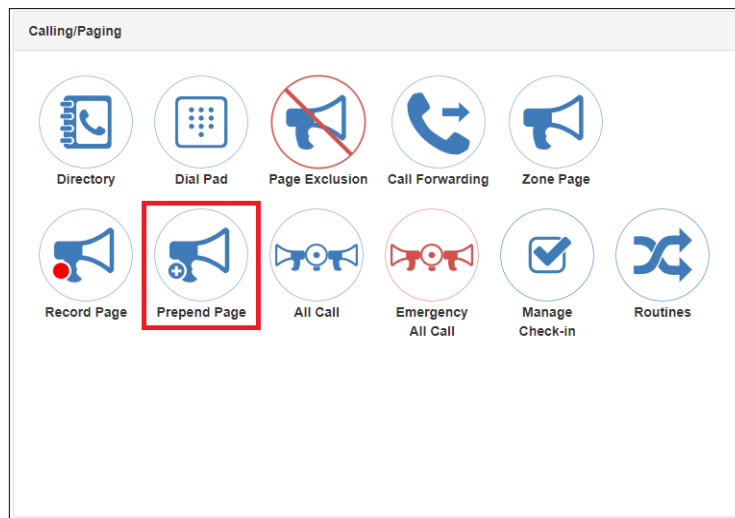 Calling/Paging
Directory
Dial Pad
Page Exclusion
Call Forwarding
Zone Page
Record Page
Prepend Page
All Call
Emergency
All Call
Manage
Check-in
Routines